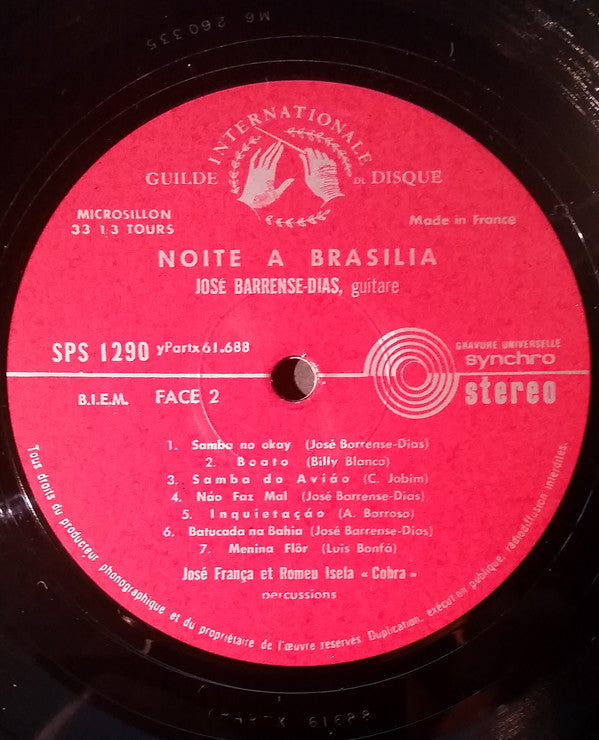 M6 260335
INTERNATIONALE
GUILDE DU DISQUE
MICROSILLON
33 1 3 TOURS
Made in France
NOITE A BRASILIA
JOSÉ BARRENSE-DIAS, guitare
SPS 1290 yPartx61.688
GRAVURE UNIVERSELLE
synchro
stereo
B.I.E.M. FACE 2
1. Samba no okay (José Barrense-Dias)
2. Boato (Billy Blanco)
3. Samba do Avião (C. Jobim)
4. Não Faz Mal (José Barrense-Dias)
5. Inquietação (A. Barroso)
6. Batucada na Bahia (José Barrense-Dias)
7. Menina Flôr (Luis Bonfá)
José França et Romeu Isela « Cobra »
percussions
Tous droits du producteur phonographique et du propriétaire de l'œuvre réservés. Duplication, exécution publique, radiodiffusion interdites.